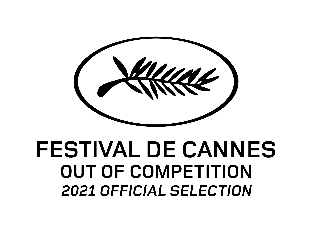 FESTIVAL DE CANNES
OUT OF COMPETITION
2021 OFFICIAL SELECTION